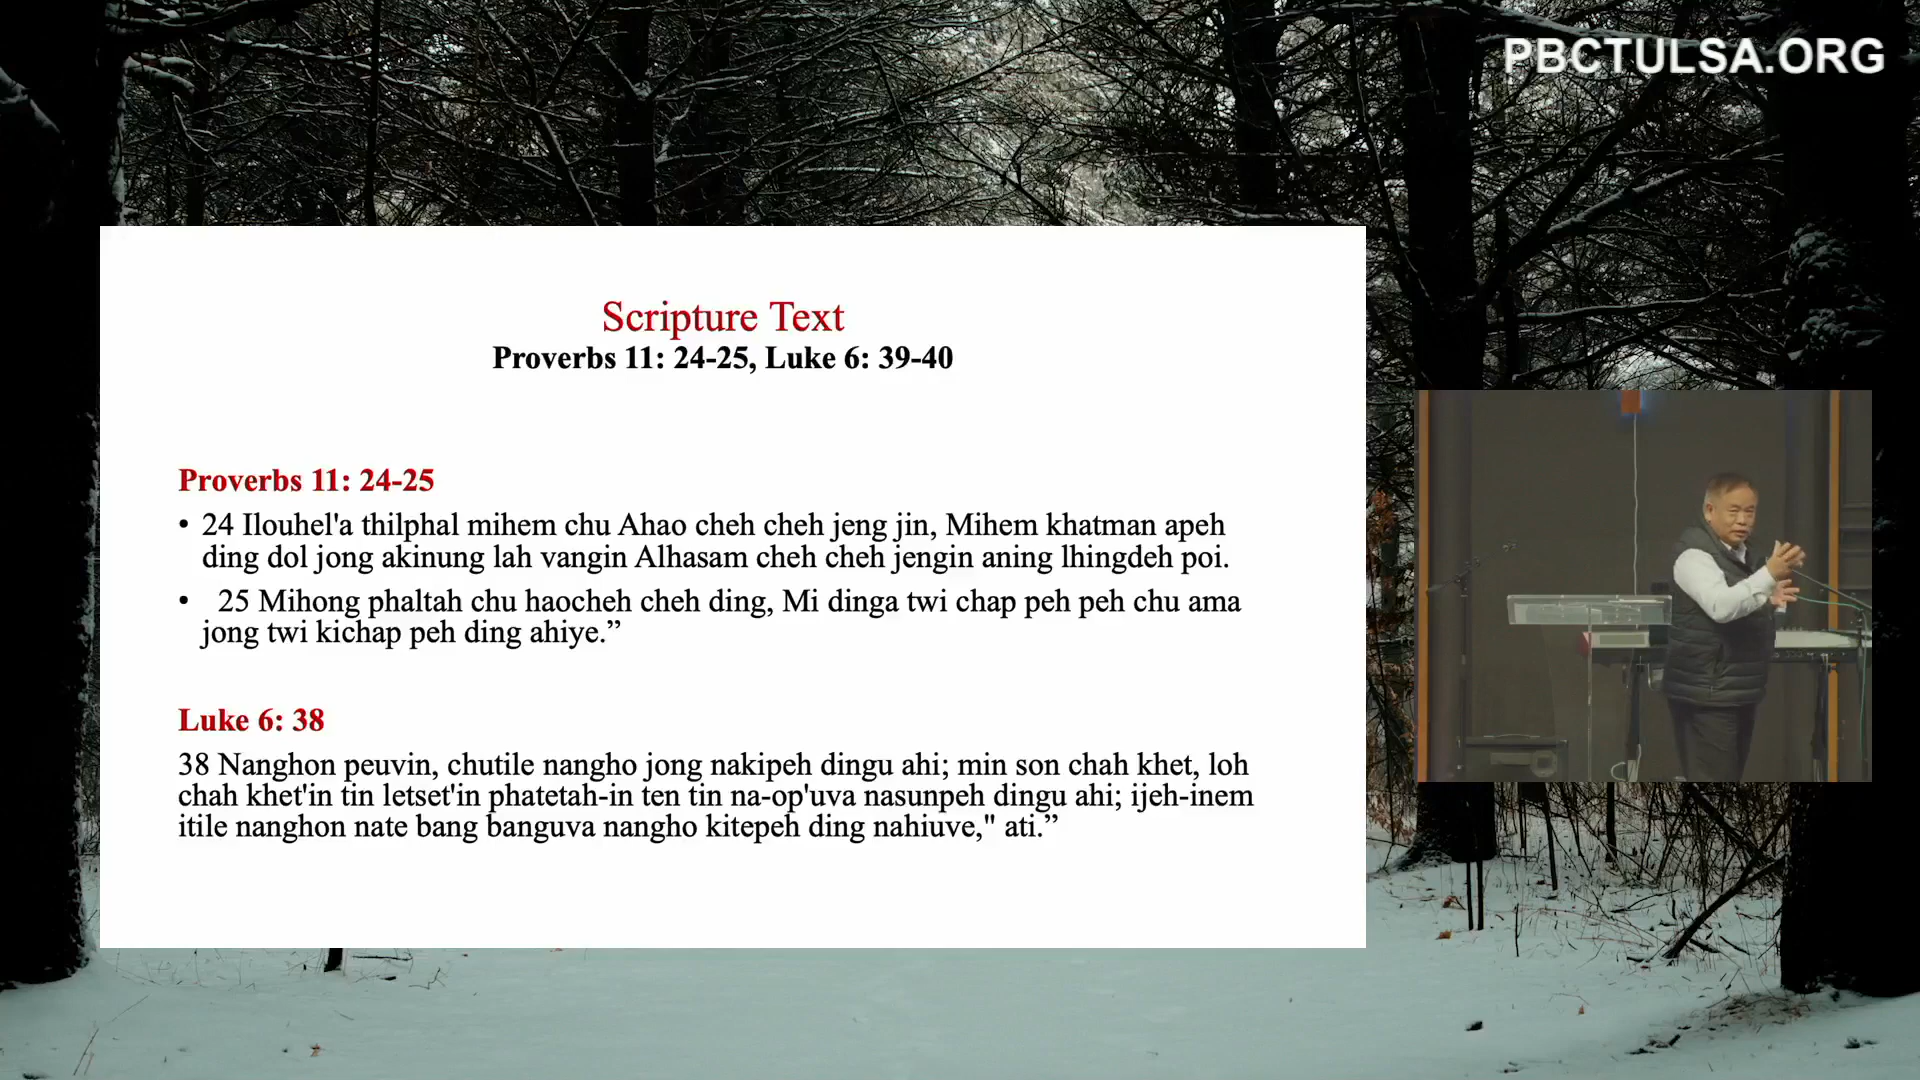 PBCTULSA.ORG
Scripture Text
Proverbs 11: 24-25, Luke 6: 39-40
Proverbs 11: 24-25
• 24 Ilouhel'a thilphal mihem chu Ahao cheh cheh jeng jin, Mihem khatman apeh
ding dol jong akinung lah vangin Alhasam cheh cheh jengin aning lhingdeh poi.
• 25 Mihong phaltah chu haocheh cheh ding, Mi dinga twi chap peh peh chu ama
jong twi kichap peh ding ahiye.”
Luke 6: 38
38 Nanghon peuvin, chutile nangho jong nakipeh dingu ahi; min son chah khet, loh
chah khet'in tin letset'in phatetah-in ten tin na-op'uva nasunpeh dingu ahi; ijeh-inem
itile nanghon nate bang banguva nangho kitepeh ding nahiuve," ati.”